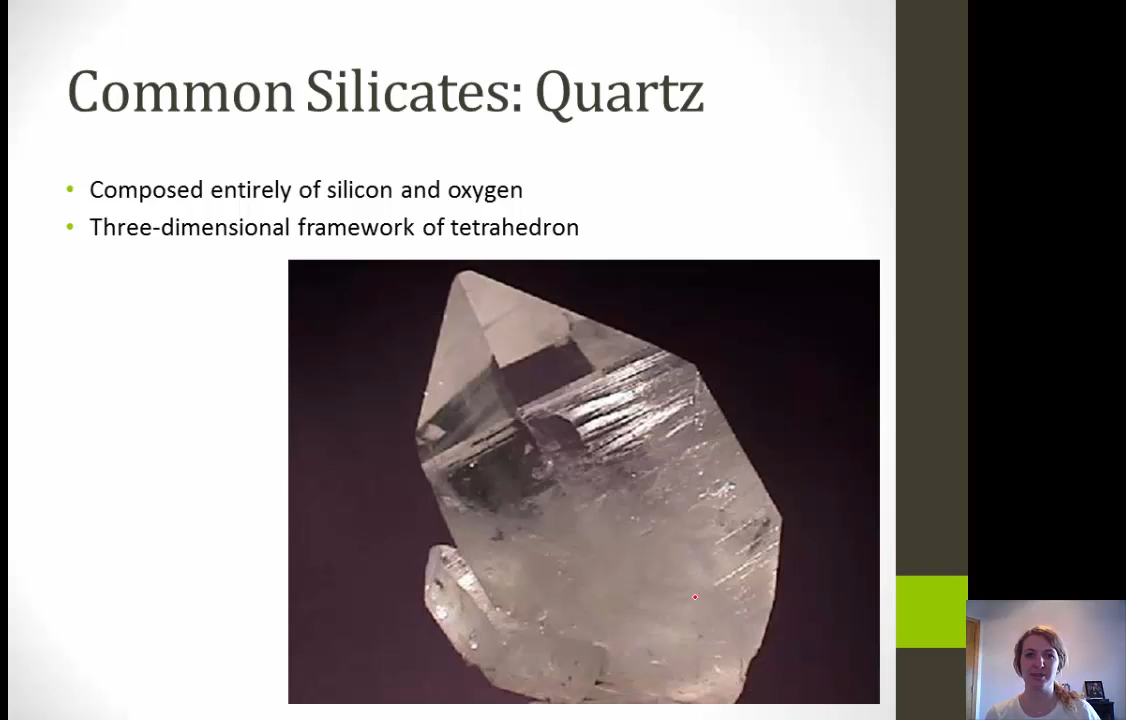 Common Silicates: Quartz
• Composed entirely of silicon and oxygen
• Three-dimensional framework of tetrahedron